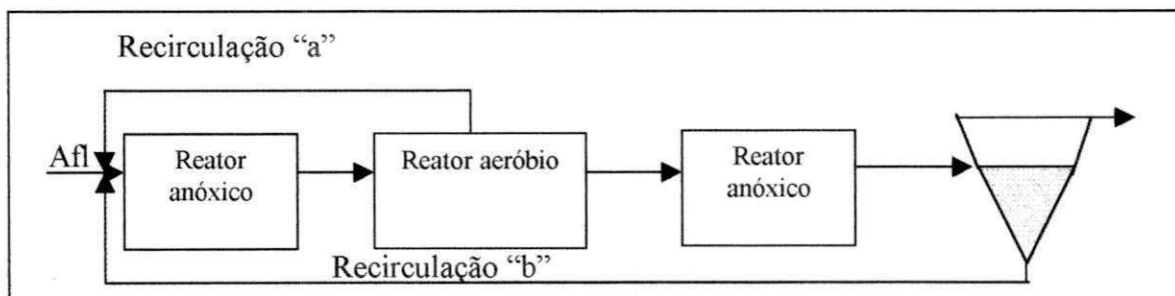 Recirculação “a”
Afl
Reator
anóxico
Reator aeróbio
Reator
anóxico
Recirculação “b”